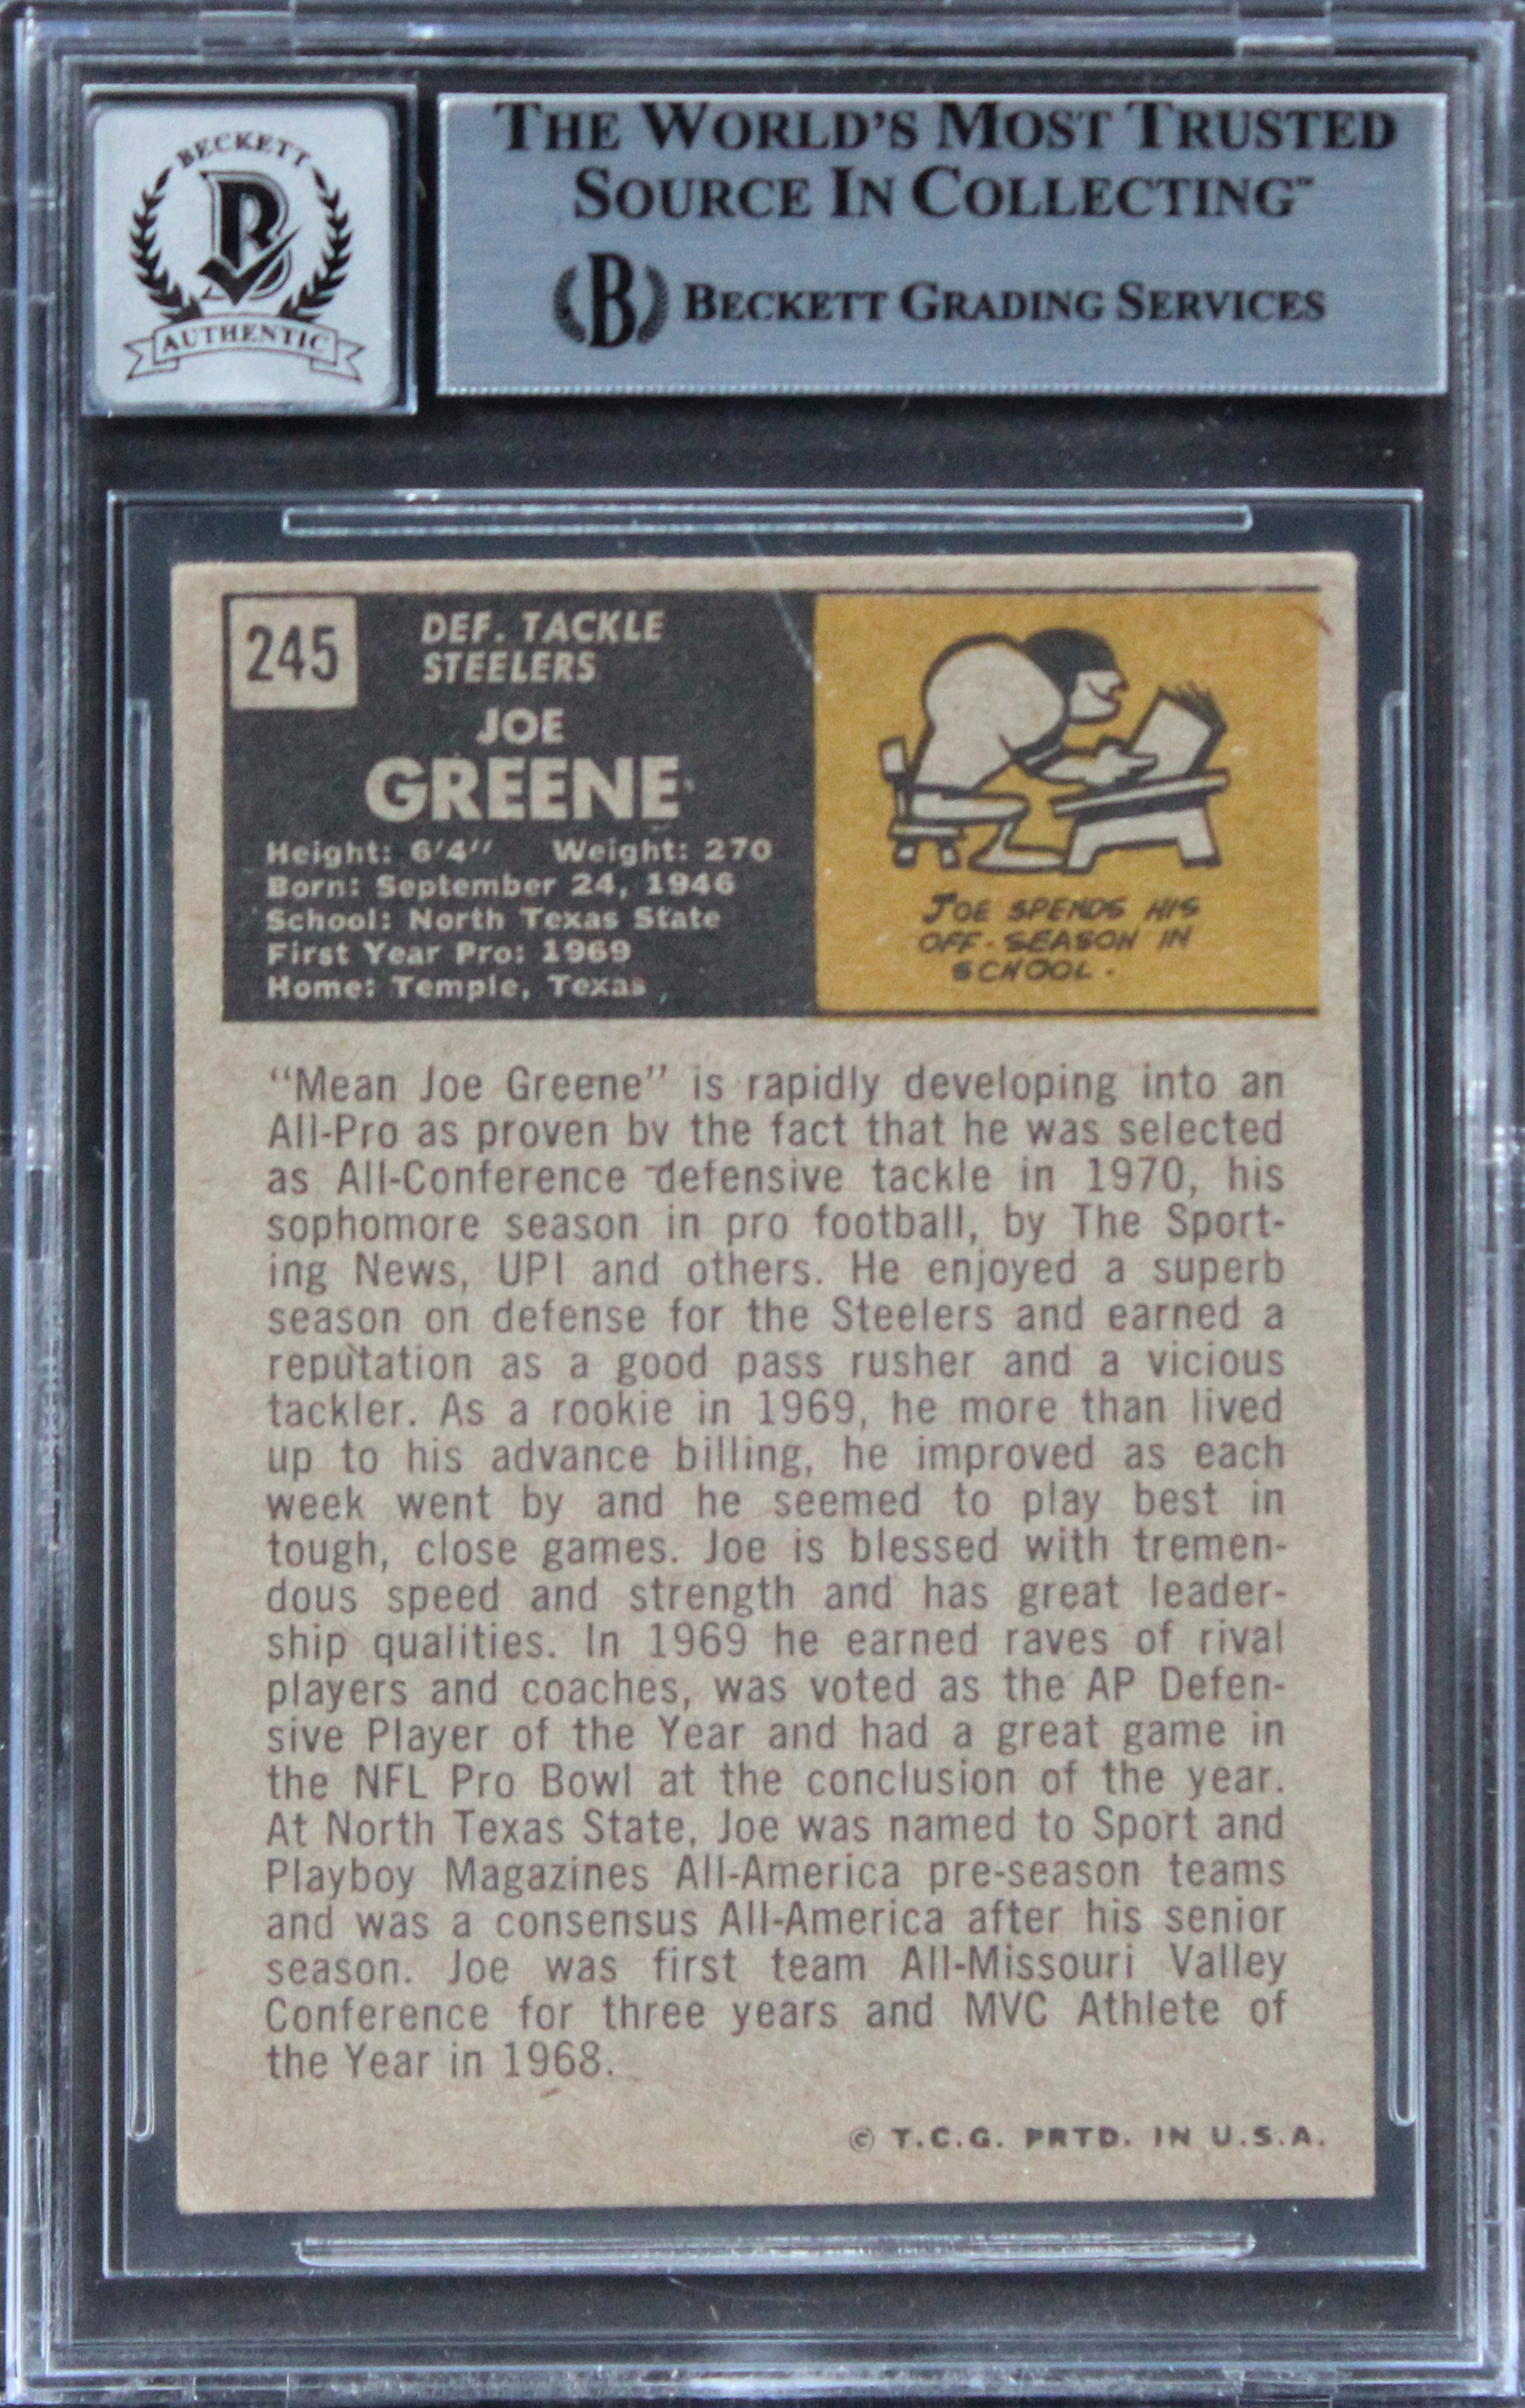 BECKETT
AUTHENTIC
THE WORLD'S MOST TRUSTED
SOURCE IN COLLECTING™
B BECKETT GRADING SERVICES
245
DEF. TACKLE
STEELERS
JOE
GREENE
Height: 6'4" Weight: 270
Born: September 24, 1946
School: North Texas State
First Year Pro: 1969
Home: Temple, Texas
JOE SPENDS HIS
OFF-SEASON IN
SCHOOL.
"Mean Joe Greene" is rapidly developing into an
All-Pro as proven by the fact that he was selected
as All-Conference defensive tackle in 1970, his
sophomore season in pro football, by The Sport-
ing News, UPI and others. He enjoyed a superb
season on defense for the Steelers and earned a
reputation as a good pass rusher and a vicious
tackler. As a rookie in 1969, he more than lived
up to his advance billing, he improved as each
week went by and he seemed to play best in
tough, close games. Joe is blessed with tremen-
dous speed and strength and has great leader-
ship qualities. In 1969 he earned raves of rival
players and coaches, was voted as the AP Defen-
sive Player of the Year and had a great game in
the NFL Pro Bowl at the conclusion of the year.
At North Texas State, Joe was named to Sport and
Playboy Magazines All-America pre-season teams
and was a consensus All-America after his senior
season. Joe was first team All-Missouri Valley
Conference for three years and MVC Athlete of
the Year in 1968.
© T.C.G. PRTD. IN U.S.A.